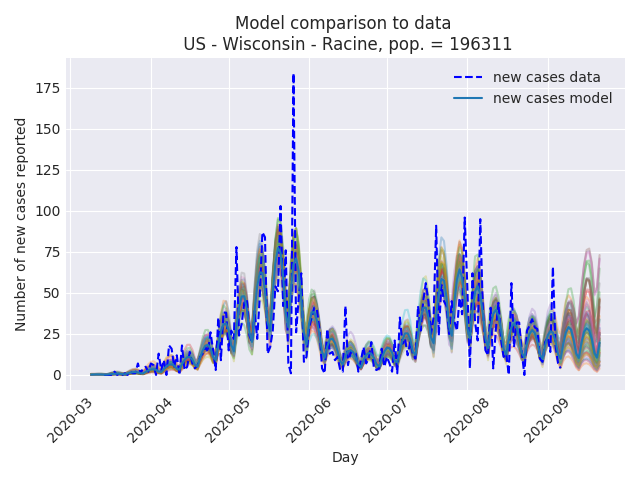 Model comparison to data
US - Wisconsin - Racine, pop. = 196311
new cases data
new cases model
Number of new cases reported
175
150
125
100
75
50
25
0
2020-03
2020-04
2020-05
2020-06
2020-07
2020-08
2020-09
Day